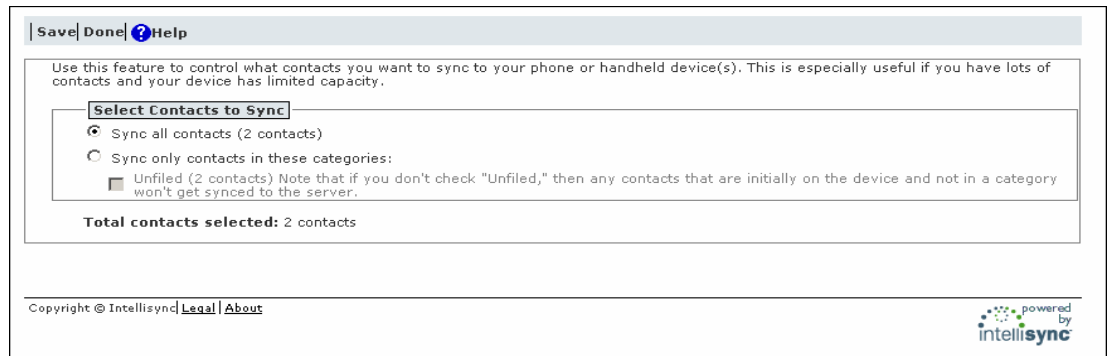 Save Done ?Help
Use this feature to control what contacts you want to sync to your phone or handheld device(s). This is especially useful if you have lots of
contacts and your device has limited capacity.
Select Contacts to Sync
Sync all contacts (2 contacts)
Sync only contacts in these categories:
Unfiled (2 contacts) Note that if you don't check "Unfiled," then any contacts that are initially on the device and not in a category
won't get synced to the server.
Total contacts selected: 2 contacts
Copyright © Intellisync Legal About
powered
by
intellisync